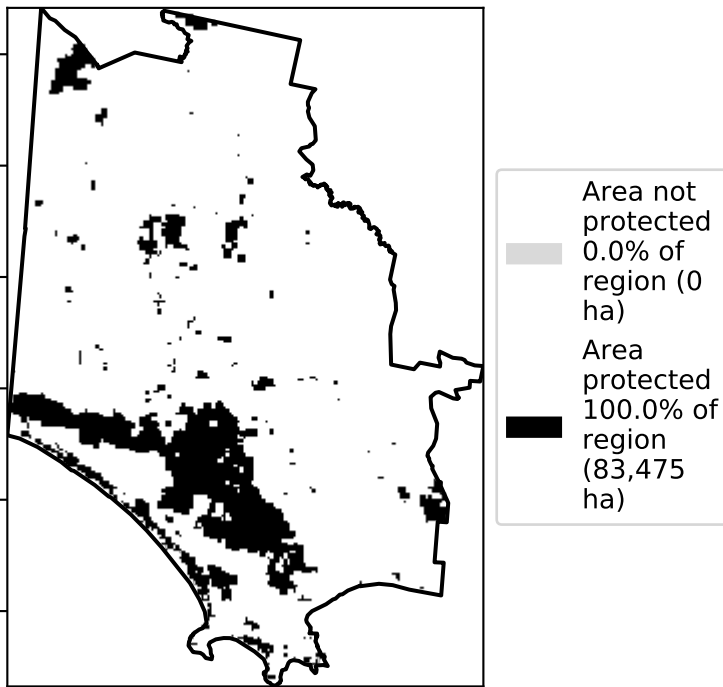 Area not
protected
0.0% of
region (0
ha)
Area
protected
100.0% of
region
(83,475
ha)